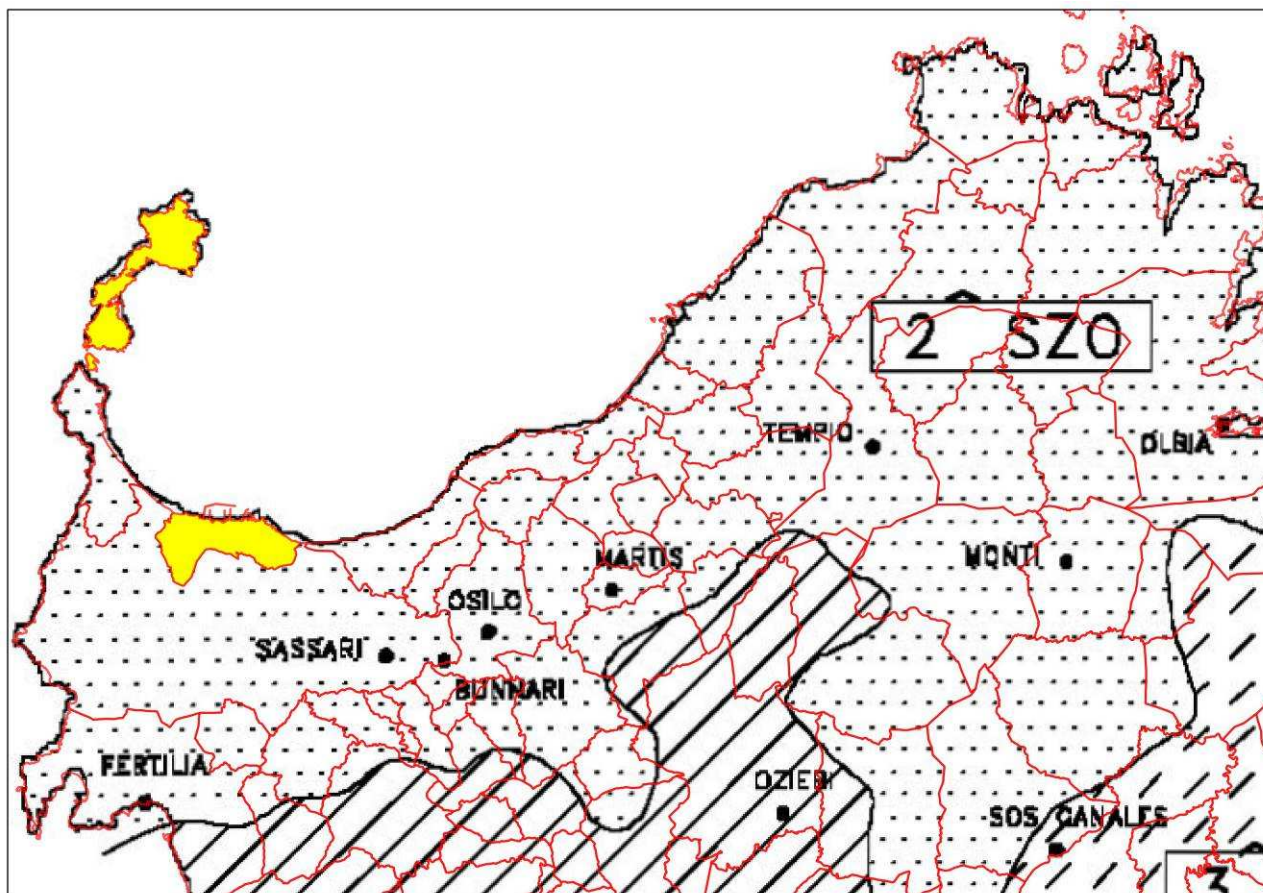 2 SZO
TEMPIO
OLBIA
MARTIS
MONTI
OSILO
SASSARI
BUNNARI
FERTILIA
OZIERI
SOS CANALES
3